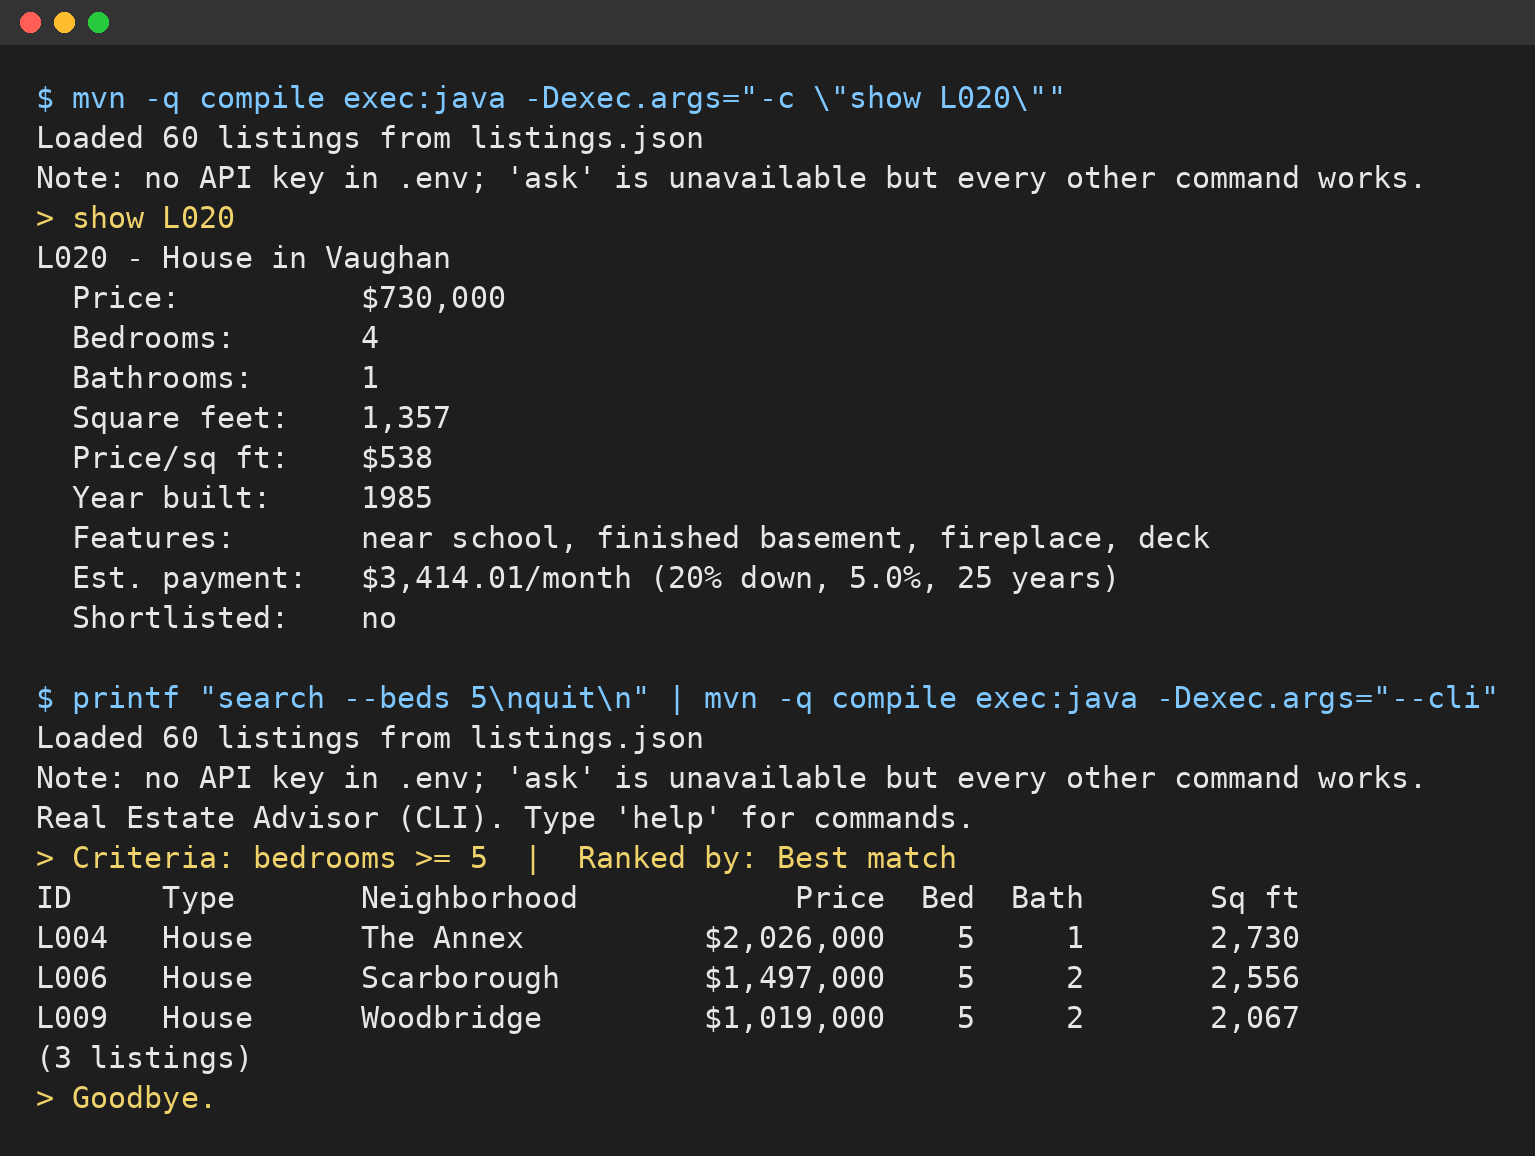 $ mvn -q compile exec:java -Dexec.args="-c \"show L020\""
Loaded 60 listings from listings.json
Note: no API key in .env; 'ask' is unavailable but every other command works.
> show L020
L020 - House in Vaughan
  Price:          $730,000
  Bedrooms:       4
  Bathrooms:      1
  Square feet:    1,357
  Price/sq ft:    $538
  Year built:     1985
  Features:       near school, finished basement, fireplace, deck
  Est. payment:   $3,414.01/month (20% down, 5.0%, 25 years)
  Shortlisted:    no

$ printf "search --beds 5\nquit\n" | mvn -q compile exec:java -Dexec.args="--cli"
Loaded 60 listings from listings.json
Note: no API key in .env; 'ask' is unavailable but every other command works.
Real Estate Advisor (CLI). Type 'help' for commands.
> Criteria: bedrooms >= 5  |  Ranked by: Best match
ID     Type       Neighborhood            Price  Bed  Bath       Sq ft
L004   House      The Annex          $2,026,000    5     1       2,730
L006   House      Scarborough        $1,497,000    5     2       2,556
L009   House      Woodbridge         $1,019,000    5     2       2,067
(3 listings)
> Goodbye.